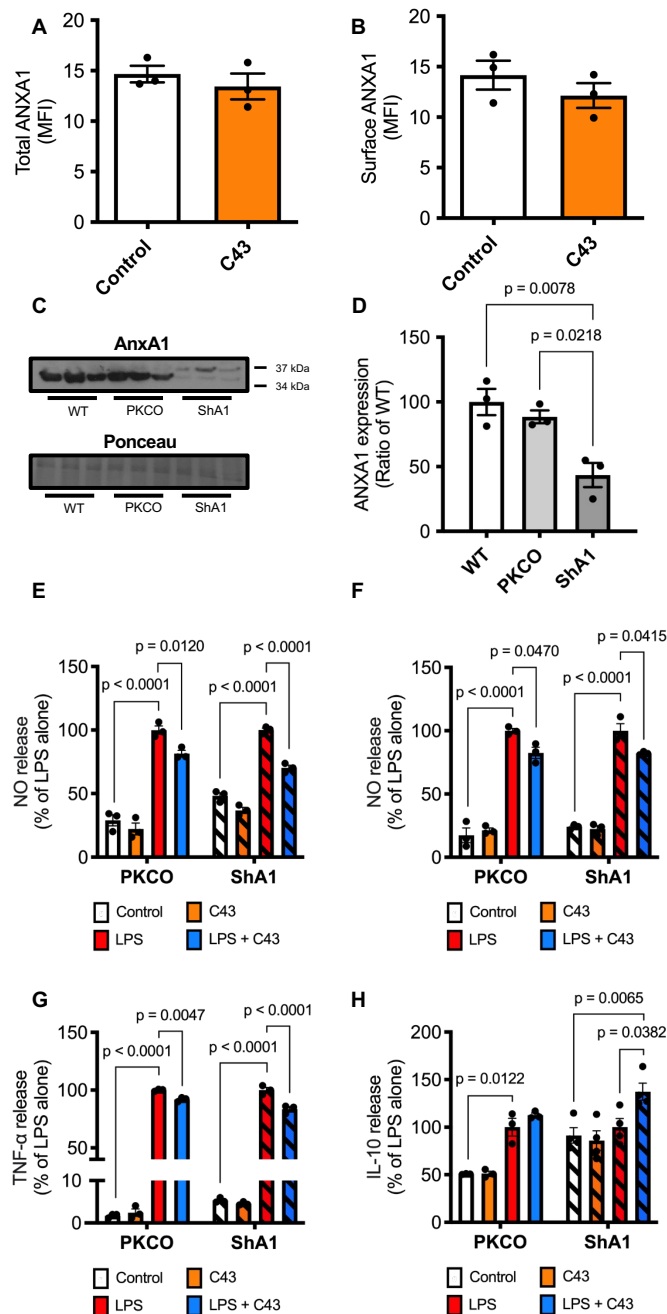 A
Total ANXA1
(MFI)
20
15
10
5
0
Control
C43
B
Surface ANXA1
(MFI)
20
15
10
5
0
Control
C43
C
AnxA1
37 kDa
34 kDa
WT
PKCO
ShA1
Ponceau
WT
PKCO
ShA1
D
p = 0.0078
p = 0.0218
ANXA1 expression
(Ratio of WT)
150
100
50
0
WT
PKCO
ShA1
E
p = 0.0120
p < 0.0001
p < 0.0001
p < 0.0001
NO release
(% of LPS alone)
150
100
50
0
PKCO
ShA1
Control
C43
LPS
LPS + C43
F
p = 0.0415
p = 0.0470
p < 0.0001
p < 0.0001
NO release
(% of LPS alone)
150
100
50
0
PKCO
ShA1
Control
C43
LPS
LPS + C43
G
p < 0.0001
p = 0.0047
p < 0.0001
p < 0.0001
TNF-α release
(% of LPS alone)
150
100
50
10
0
PKCO
ShA1
Control
C43
LPS
LPS + C43
H
p = 0.0065
p = 0.0382
p = 0.0122
IL-10 release
(% of LPS alone)
200
150
100
50
0
PKCO
ShA1
Control
C43
LPS
LPS + C43